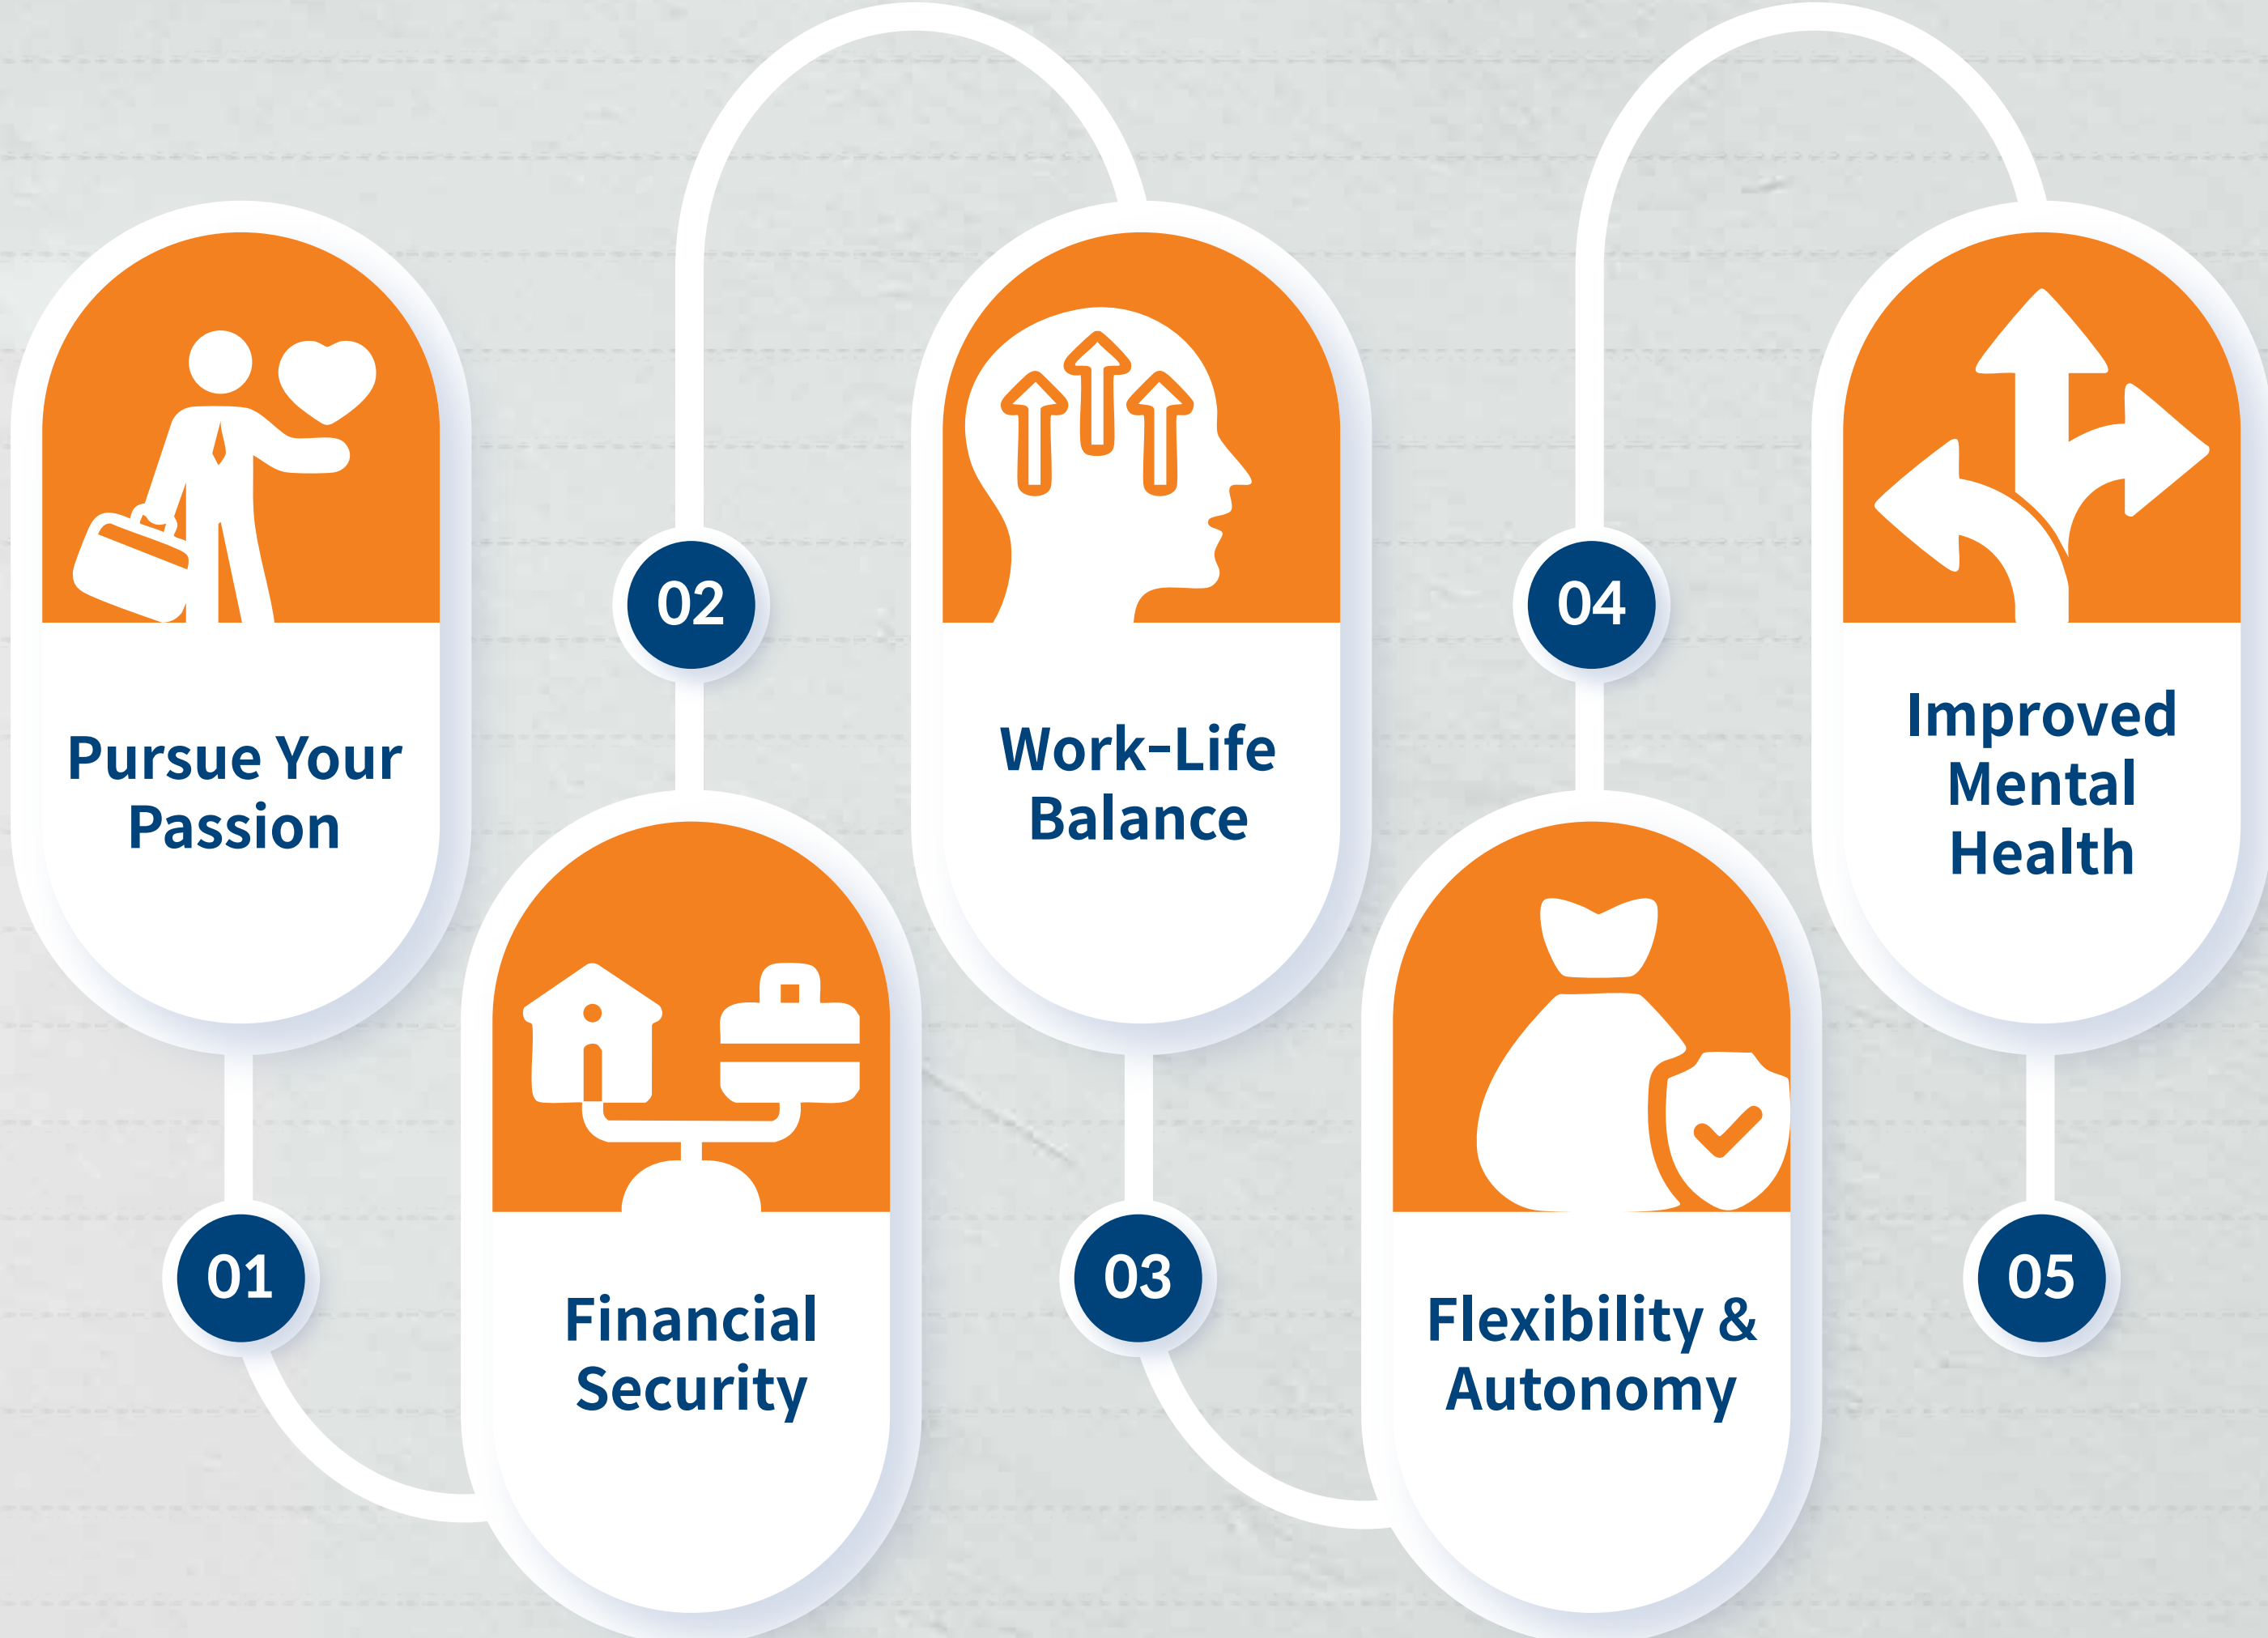 Pursue Your
Passion
01
02
Financial
Security
Work-Life
Balance
03
04
Flexibility &
Autonomy
Improved
Mental
Health
05